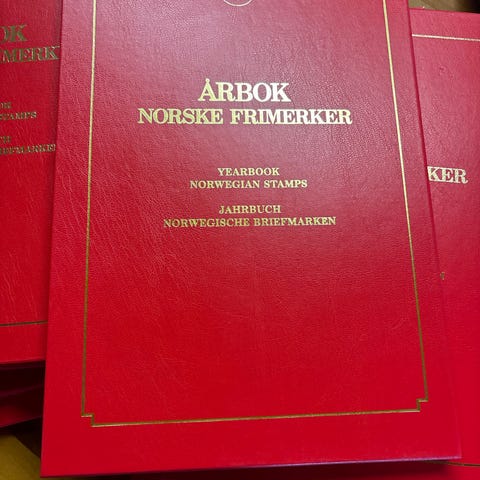 ÅRBOK
NORSKE FRIMERKER
YEARBOOK
NORWEGIAN STAMPS
JAHRBUCH
NORWEGISCHE BRIEFMARKEN